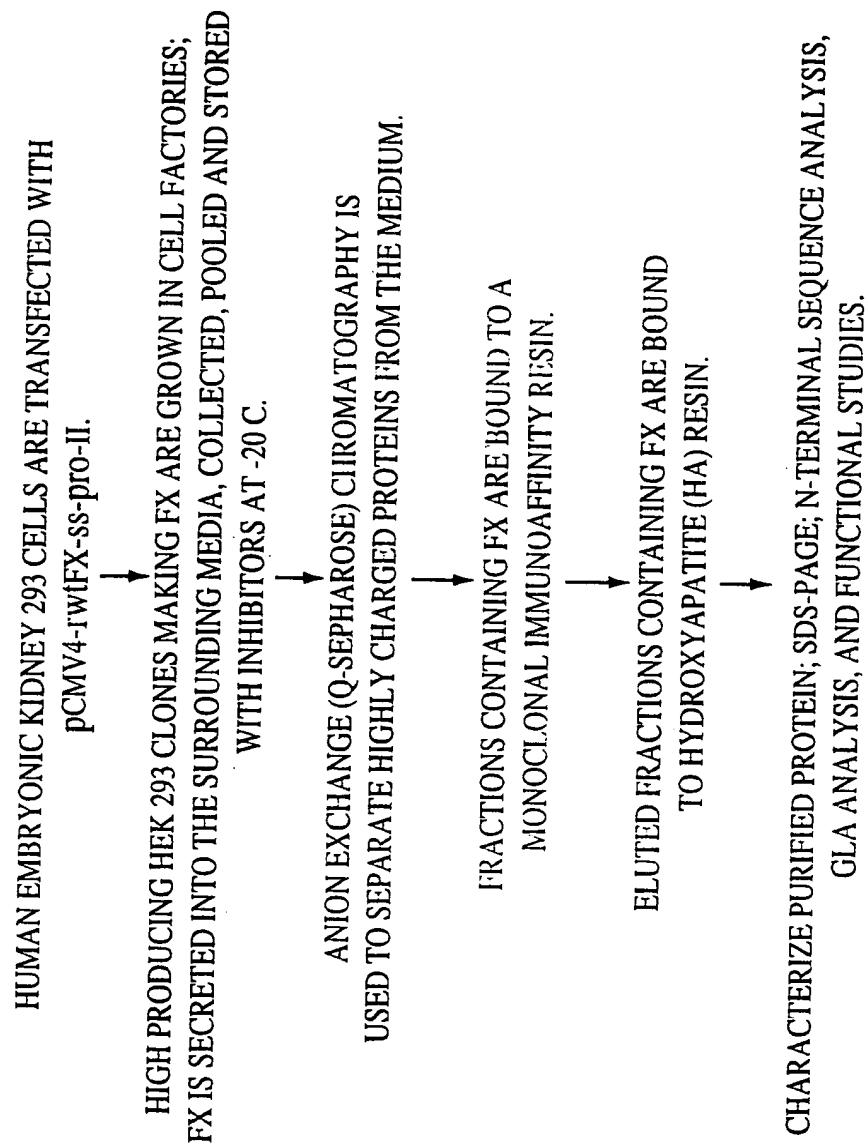 HUMAN EMBRYONIC KIDNEY 293 CELLS ARE TRANSFECTED WITH
pCMV4-rwtFX-ss-pro-II.
HIGH PRODUCING HEK 293 CLONES MAKING FX ARE GROWN IN CELL FACTORIES;
FX IS SECRETED INTO THE SURROUNDING MEDIA, COLLECTED, POOLED AND STORED
WITH INHIBITORS AT -20 C.
ANION EXCHANGE (Q-SEPHAROSE) CHROMATOGRAPHY IS
USED TO SEPARATE HIGHLY CHARGED PROTEINS FROM THE MEDIUM.
FRACTIONS CONTAINING FX ARE BOUND TO A
MONOCLONAL IMMUNOAFFINITY RESIN.
ELUTED FRACTIONS CONTAINING FX ARE BOUND
TO HYDROXYAPATITE (HA) RESIN.
CHARACTERIZE PURIFIED PROTEIN; SDS-PAGE; N-TERMINAL SEQUENCE ANALYSIS,
GLA ANALYSIS, AND FUNCTIONAL STUDIES.